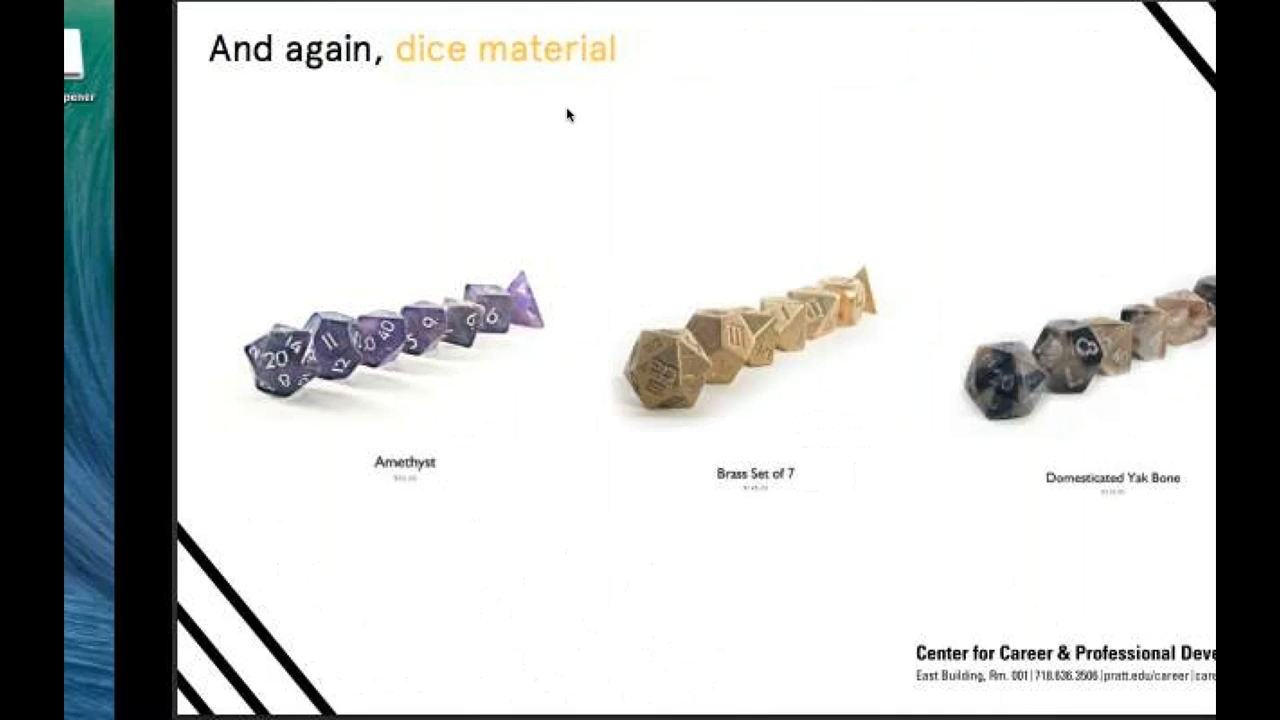 And again, dice material
Amethyst
Brass Set of 7
Domesticated Yak Bone
Center for Career & Professional Deve
East Building, Rm. 001 | 718.636.3506 | pratt.edu/career | care